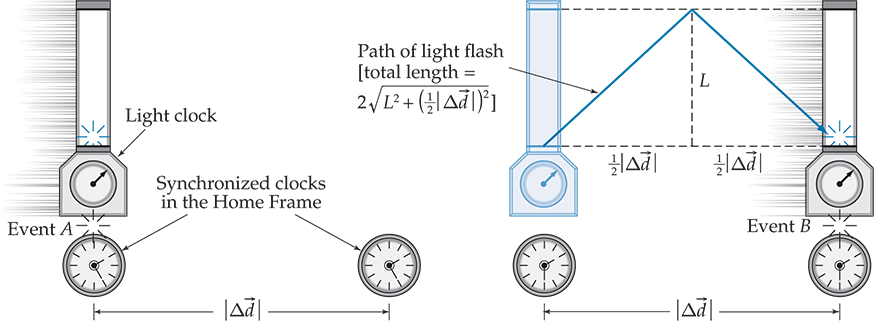 Light clock
Synchronized clocks
in the Home Frame
Event A
|Δd⃗|
Path of light flash
[total length =
2√L² + (½|Δd⃗|)²]
L
½|Δd⃗|
½|Δd⃗|
Event B
|Δd⃗|